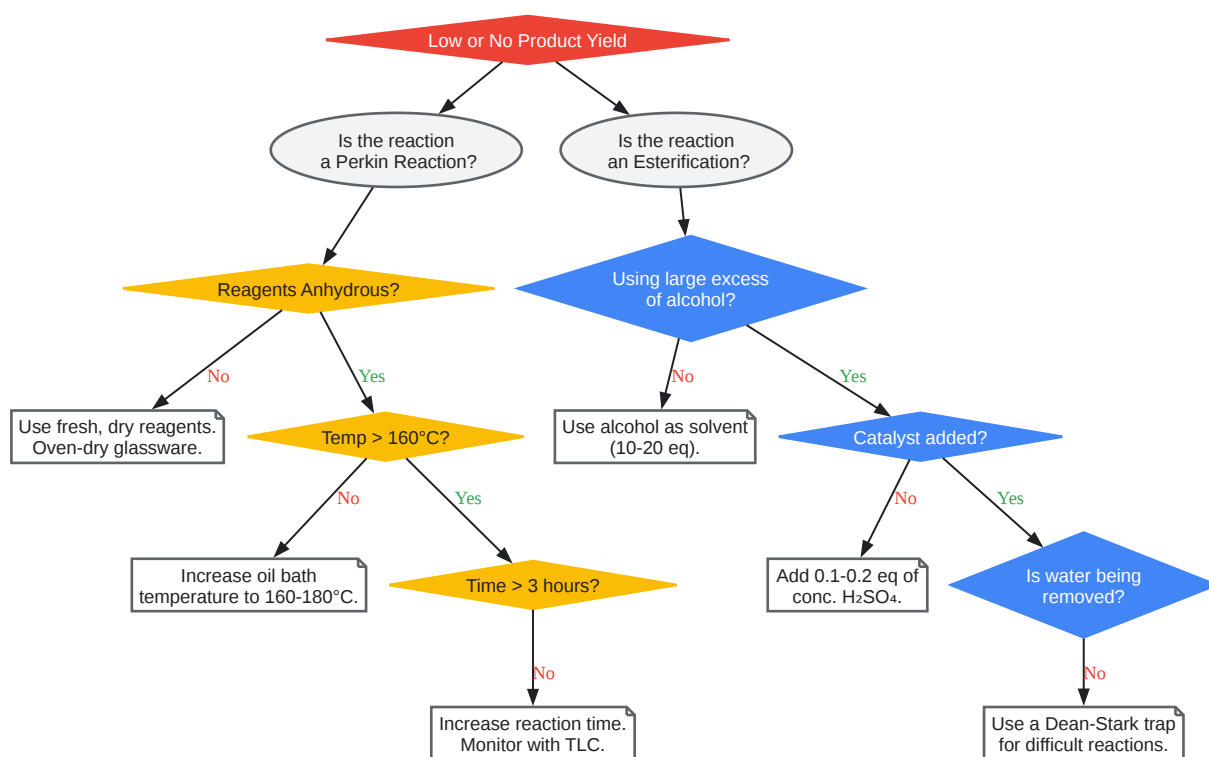 Low or No Product Yield
Is the reaction
a Perkin Reaction?
Is the reaction
an Esterification?
Reagents Anhydrous?
Using large excess
of alcohol?
No
Yes
No
Yes
Use fresh, dry reagents.
Oven-dry glassware.
Temp > 160°C?
Use alcohol as solvent
(10-20 eq).
Catalyst added?
No
Yes
No
Yes
Increase oil bath
temperature to 160-180°C.
Time > 3 hours?
Add 0.1-0.2 eq of
conc. H₂SO₄.
Is water being
removed?
No
No
Increase reaction time.
Monitor with TLC.
Use a Dean-Stark trap
for difficult reactions.